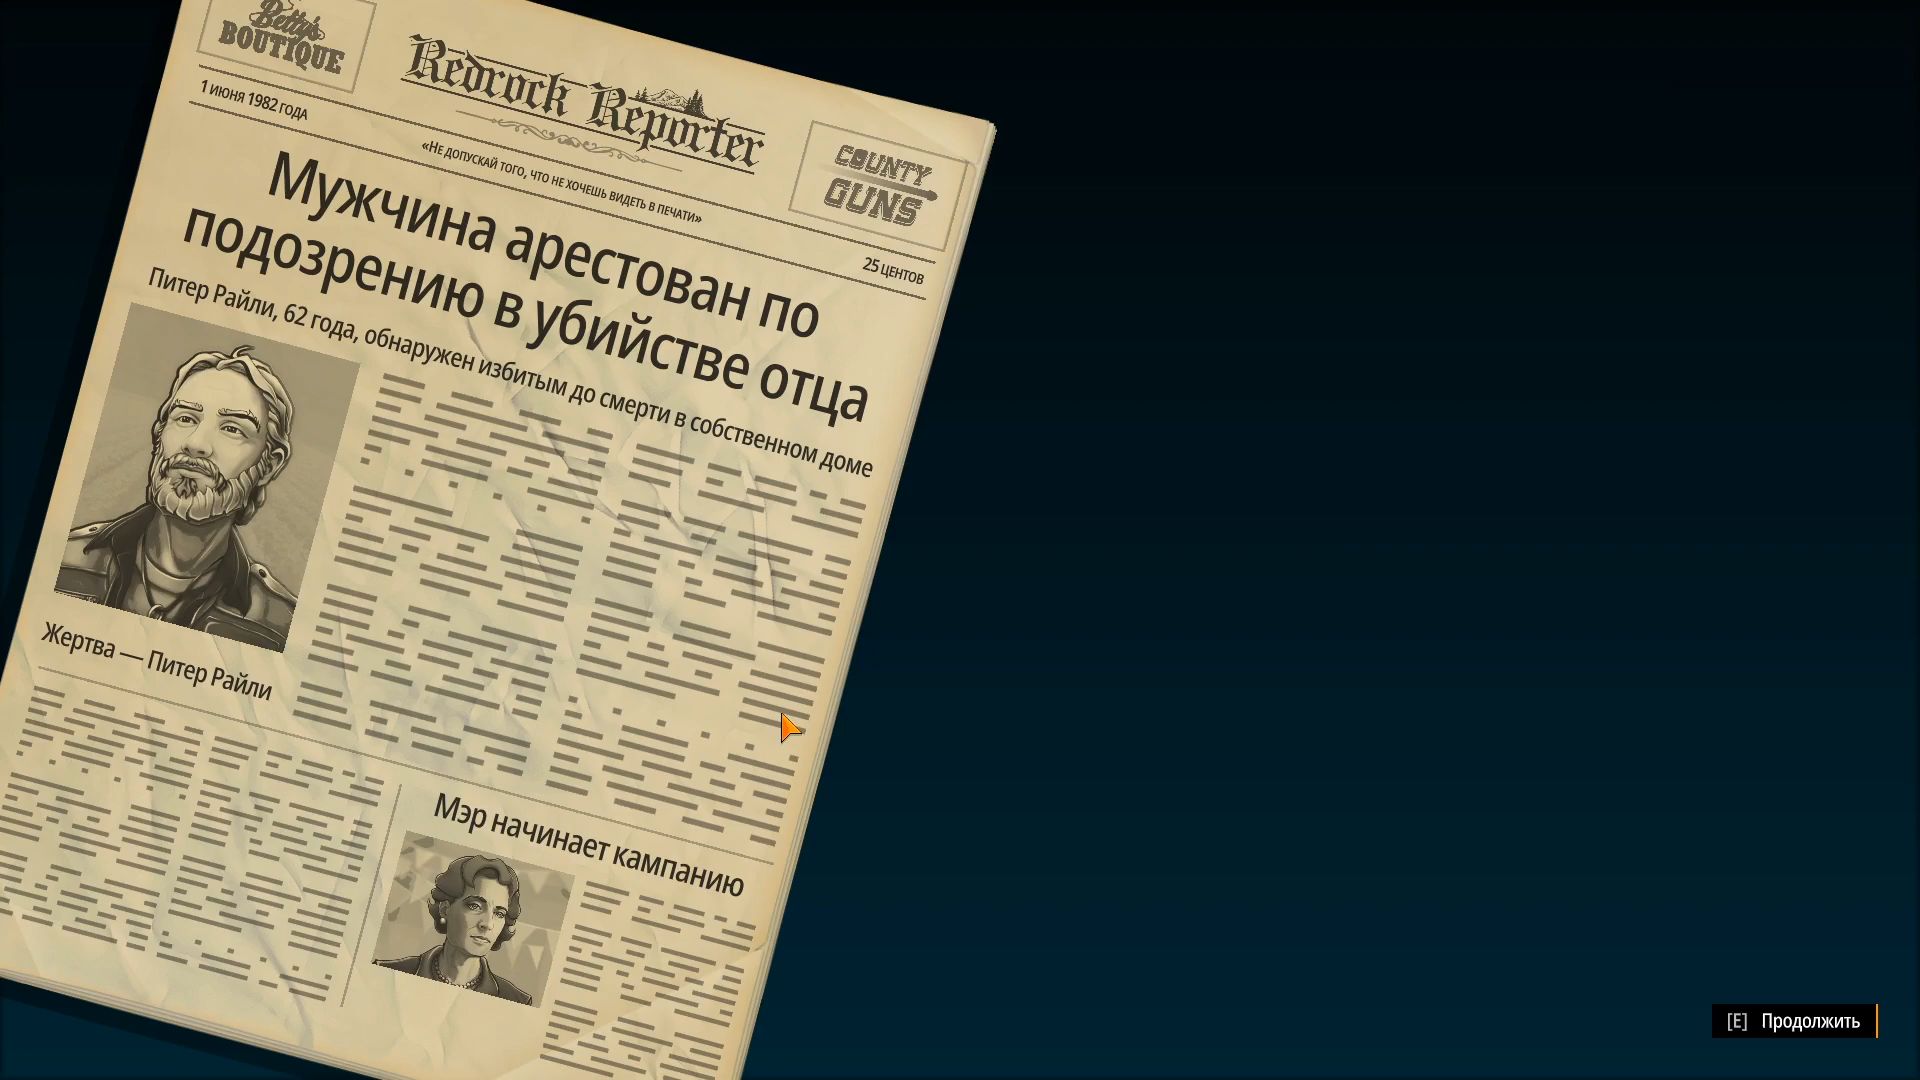 Betty's
BOUTIQUE
Redrock Reporter
COUNTY
GUNS
1 ИЮНЯ 1982 ГОДА
«НЕ ДОПУСКАЙ ТОГО, ЧТО НЕ ХОЧЕШЬ ВИДЕТЬ В ПЕЧАТИ»
25 ЦЕНТОВ
Мужчина арестован по
подозрению в убийстве отца
Питер Райли, 62 года, обнаружен избитым до смерти в собственном доме
Жертва — Питер Райли
Мэр начинает кампанию
[E] Продолжить